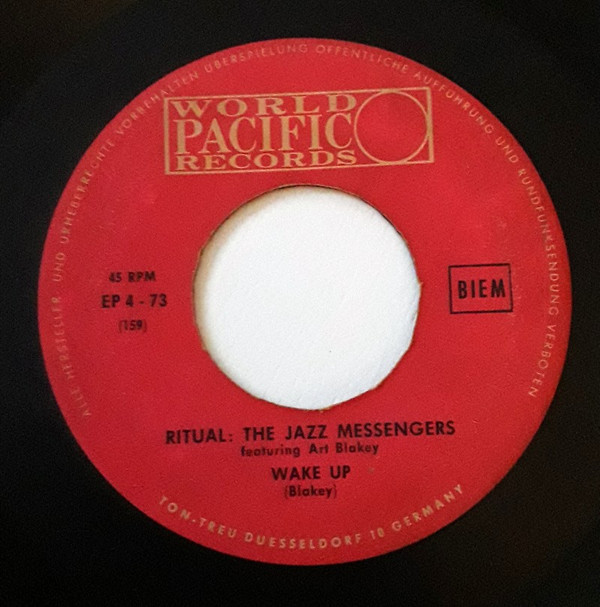 ALLE HERSTELLER UND URHEBERRECHTE VORBEHALTEN ÜBERSPIELUNG ÖFFENTLICHE AUFFÜHRUNG UND RUNDFUNKSENDUNG VERBOTEN
WORLD
PACIFIC
RECORDS
45 RPM
EP 4 - 73
(159)
BIEM
RITUAL: THE JAZZ MESSENGERS
featuring Art Blakey
WAKE UP
(Blakey)
TON-TREU DUESSELDORF 10 GERMANY